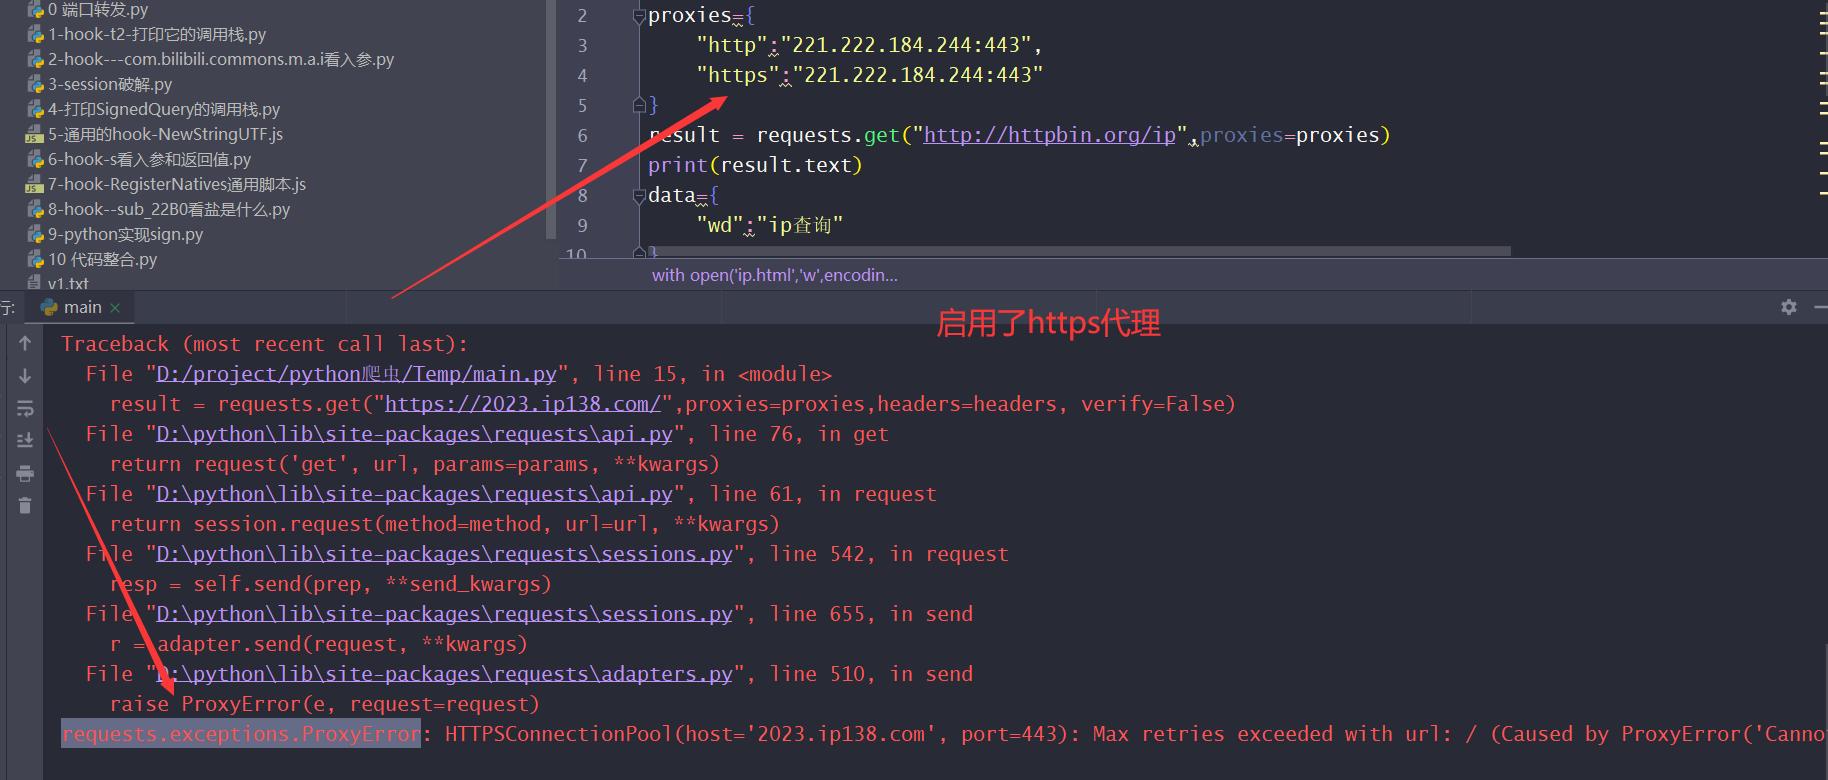 0 端口转发.py
1-hook-t2-打印它的调用栈.py
2-hook---com.bilibili.commons.m.a.i看入参.py
3-session破解.py
4-打印SignedQuery的调用栈.py
5-通用的hook-NewStringUTF.js
6-hook-s看入参和返回值.py
7-hook-RegisterNatives通用脚本.js
8-hook--sub_22B0看盐是什么.py
9-python实现sign.py
10 代码整合.py
v1.txt
2 proxies={
3 "http":"221.222.184.244:443",
4 "https":"221.222.184.244:443"
5 }
6 result = requests.get("http://httpbin.org/ip",proxies=proxies)
7 print(result.text)
8 data={
9 "wd":"ip查询"
10 }
with open('ip.html','w',encodin...
行:
main
启用了https代理
Traceback (most recent call last):
File "D:/project/python爬虫/Temp/main.py", line 15, in <module>
result = requests.get("https://2023.ip138.com/",proxies=proxies,headers=headers, verify=False)
File "D:\python\lib\site-packages\requests\api.py", line 76, in get
return request('get', url, params=params, **kwargs)
File "D:\python\lib\site-packages\requests\api.py", line 61, in request
return session.request(method=method, url=url, **kwargs)
File "D:\python\lib\site-packages\requests\sessions.py", line 542, in request
resp = self.send(prep, **send_kwargs)
File "D:\python\lib\site-packages\requests\sessions.py", line 655, in send
r = adapter.send(request, **kwargs)
File "D:\python\lib\site-packages\requests\adapters.py", line 510, in send
raise ProxyError(e, request=request)
requests.exceptions.ProxyError: HTTPSConnectionPool(host='2023.ip138.com', port=443): Max retries exceeded with url: / (Caused by ProxyError('Canno